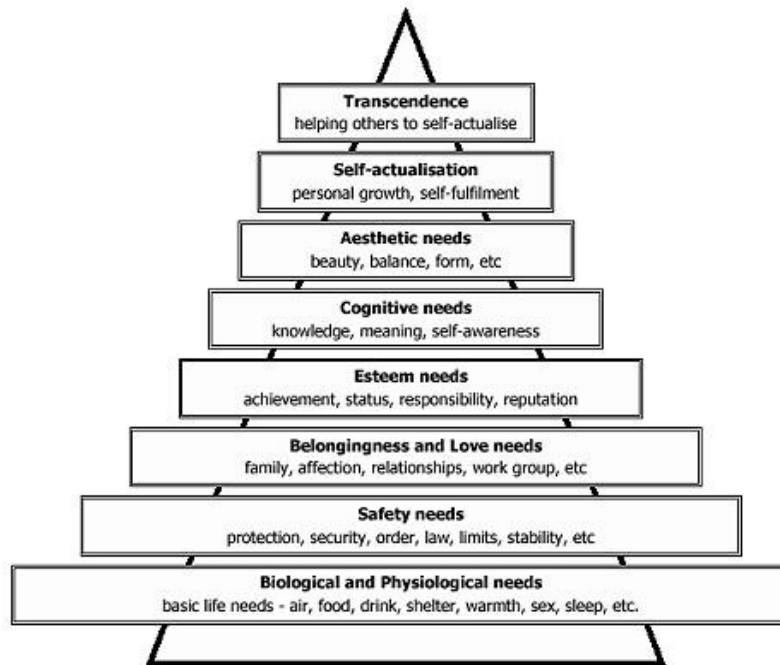 Transcendence
helping others to self-actualise
Self-actualisation
personal growth, self-fulfilment
Aesthetic needs
beauty, balance, form, etc
Cognitive needs
knowledge, meaning, self-awareness
Esteem needs
achievement, status, responsibility, reputation
Belongingness and Love needs
family, affection, relationships, work group, etc
Safety needs
protection, security, order, law, limits, stability, etc
Biological and Physiological needs
basic life needs - air, food, drink, shelter, warmth, sex, sleep, etc.